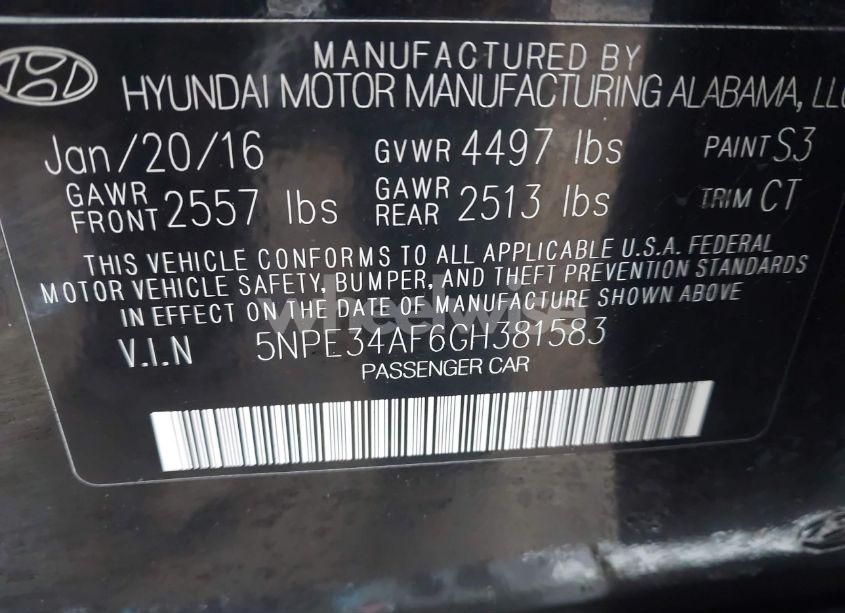 MANUFACTURED BY
HYUNDAI MOTOR MANUFACTURING ALABAMA, LLC
Jan/20/16 GVWR 4497 lbs PAINT S3
GAWR FRONT 2557 lbs GAWR REAR 2513 lbs TRIM CT
THIS VEHICLE CONFORMS TO ALL APPLICABLE U.S.A. FEDERAL
MOTOR VEHICLE SAFETY, BUMPER, AND THEFT PREVENTION STANDARDS
IN EFFECT ON THE DATE OF MANUFACTURE SHOWN ABOVE
wheelwise
V.I.N 5NPE34AF6GH381583
PASSENGER CAR